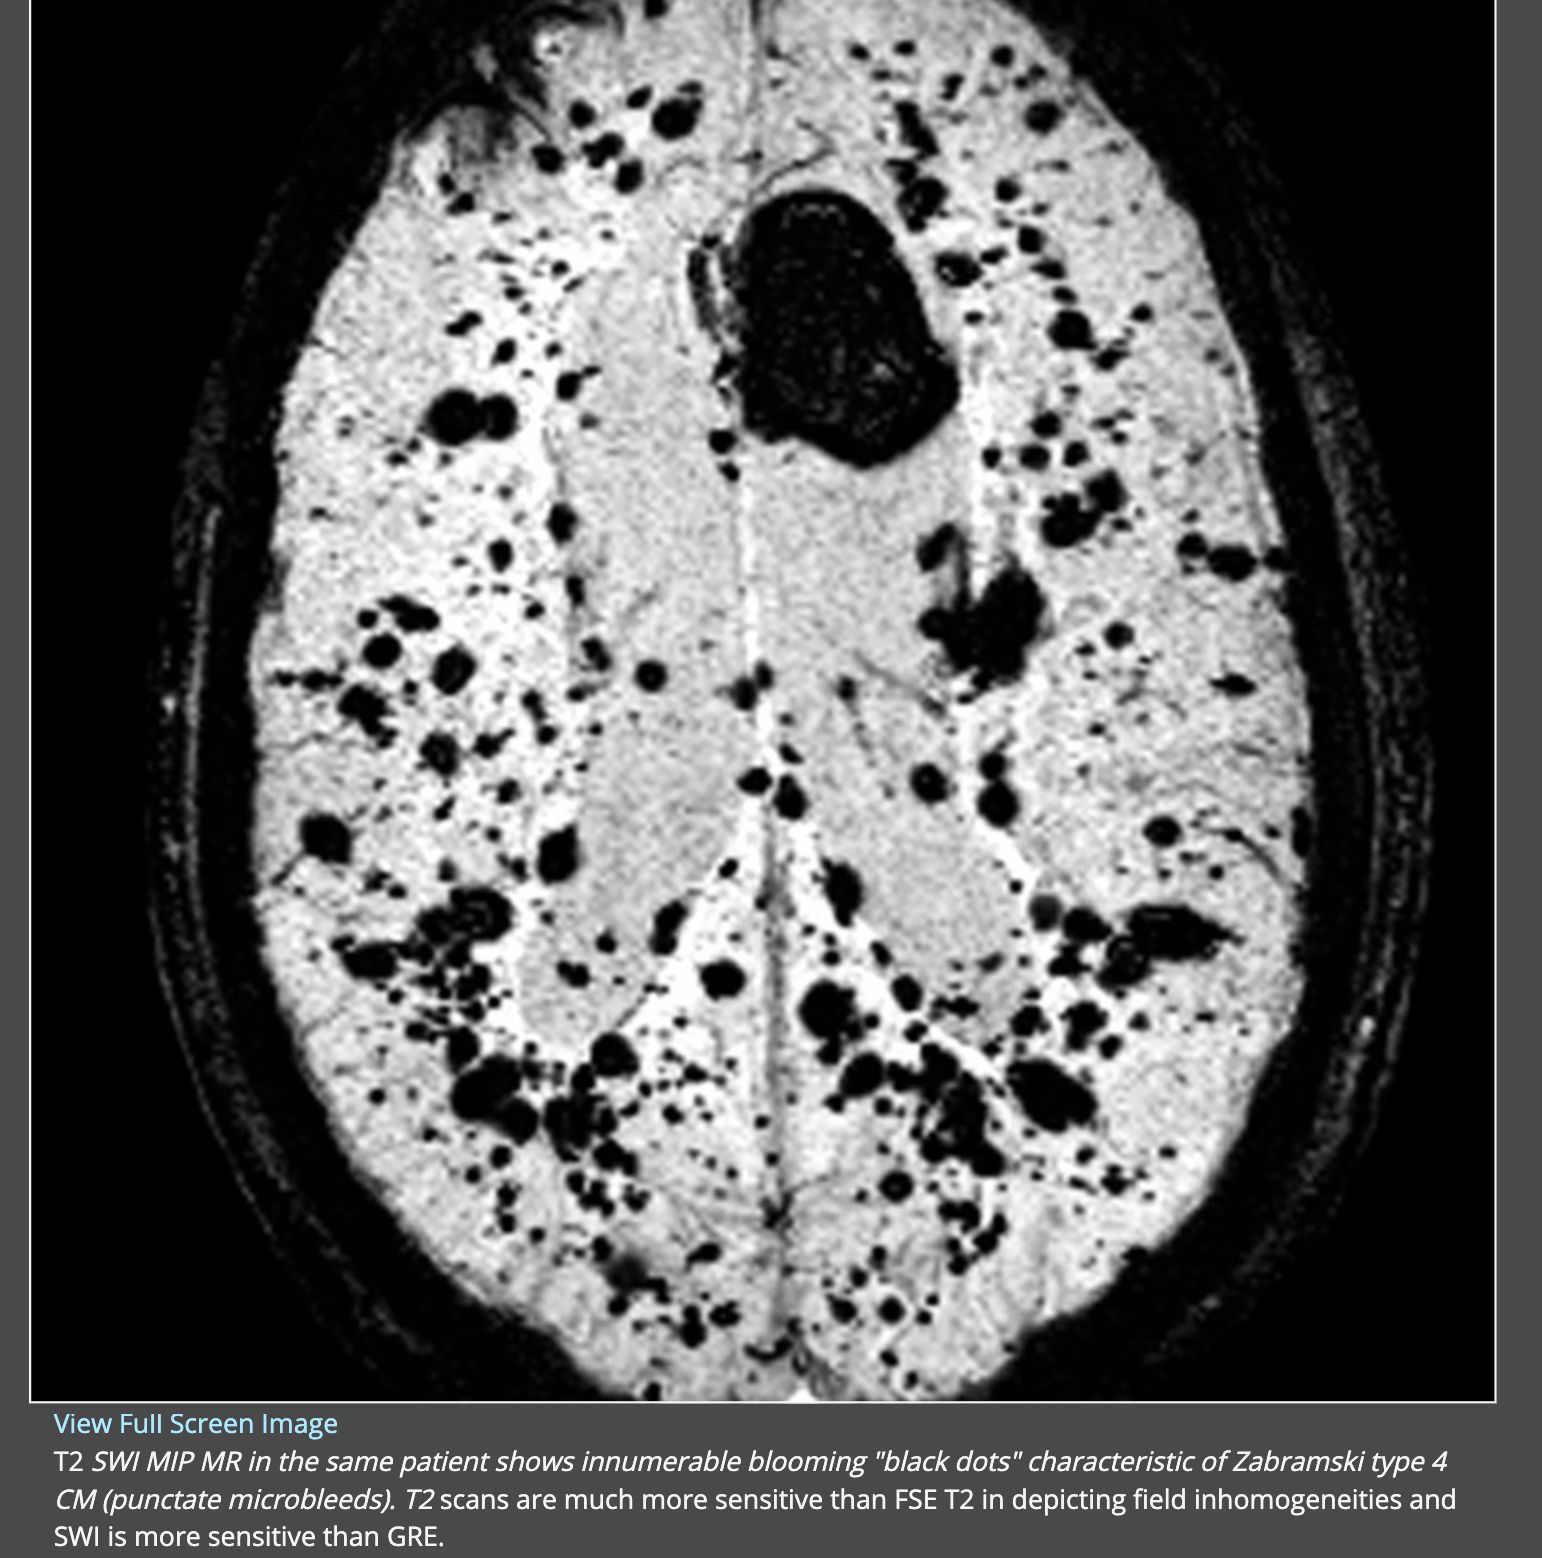 View Full Screen Image
T2 SWI MIP MR in the same patient shows innumerable blooming "black dots" characteristic of Zabramski type 4
CM (punctate microbleeds). T2 scans are much more sensitive than FSE T2 in depicting field inhomogeneities and
SWI is more sensitive than GRE.